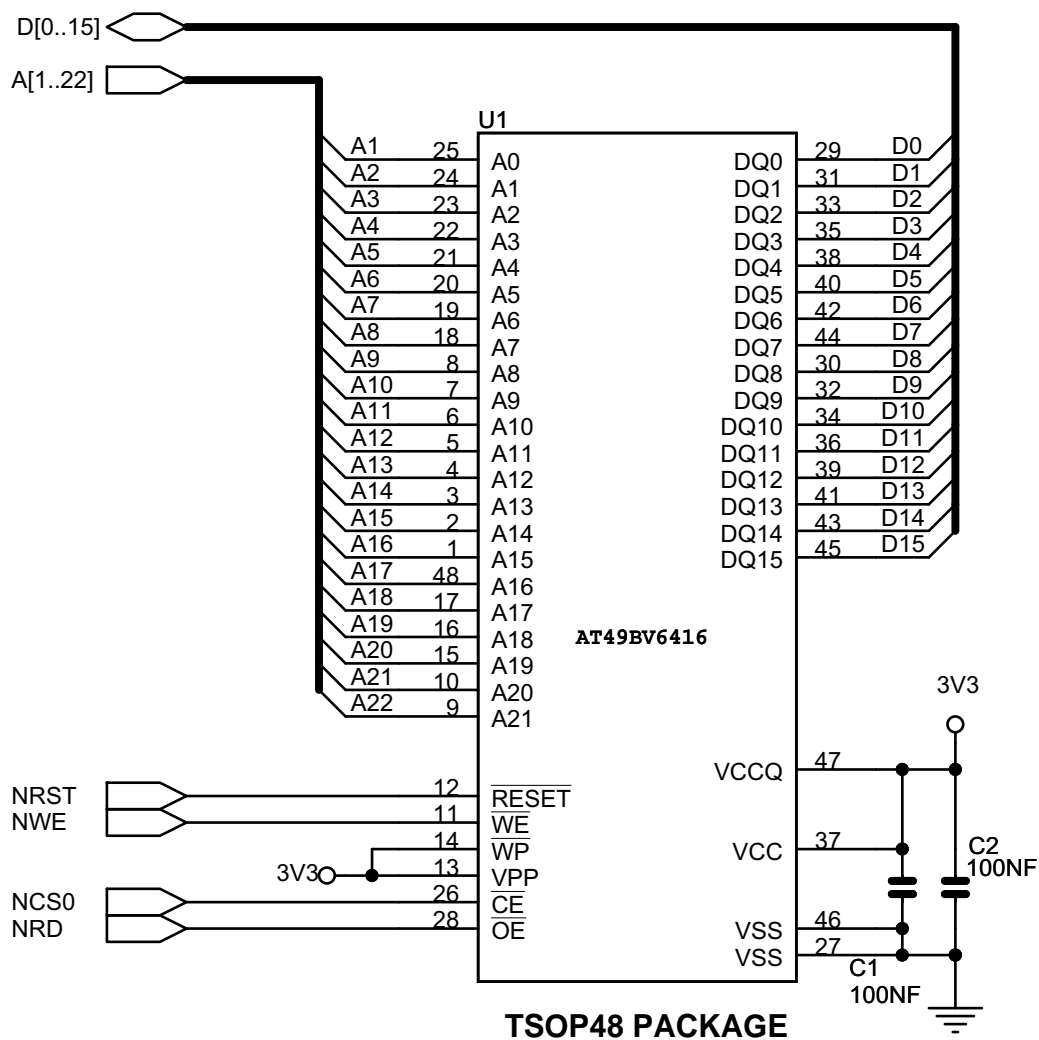 D[0..15]
A[1..22]
U1
A1 25 A0 DQ0 29 D0
A2 24 A1 DQ1 31 D1
A3 23 A2 DQ2 33 D2
A4 22 A3 DQ3 35 D3
A5 21 A4 DQ4 38 D4
A6 20 A5 DQ5 40 D5
A7 19 A6 DQ6 42 D6
A8 18 A7 DQ7 44 D7
A9 8 A8 DQ8 30 D8
A10 7 A9 DQ9 32 D9
A11 6 A10 DQ10 34 D10
A12 5 A11 DQ11 36 D11
A13 4 A12 DQ12 39 D12
A14 3 A13 DQ13 41 D13
A15 2 A14 DQ14 43 D14
A16 1 A15 DQ15 45 D15
A17 48 A16
A18 17 A17
A19 16 A18
AT49BV6416
A20 15 A19
A21 10 A20
A22 9 A21
3V3
VCCQ 47
NRST 12 RESET
NWE 11 WE
14 WP VCC 37
C2
100NF
3V3 13 VPP
NCS0 26 CE
NRD 28 OE
VSS 46
VSS 27
C1
100NF
TSOP48 PACKAGE